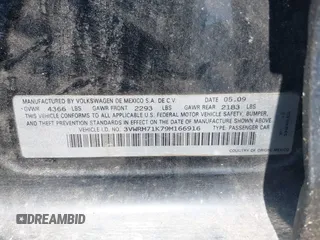 MANUFACTURED BY VOLKSWAGEN DE MEXICO S.A. DE C.V. DATE 05.09
GVWR 4366 LBS GAWR FRONT 2293 LBS GAWR REAR 2183 LBS
THIS VEHICLE CONFORMS TO ALL APPLICABLE FEDERAL MOTOR VEHICLE SAFETY, BUMPER,
AND THEFT PREVENTION STANDARDS IN EFFECT ON THE DATE OF MANUFACTURE SHOWN ABOVE.
VEHICLE I.D. NO.: 3VWRM71K79M166916 TYPE: PASSENGER CAR
DREAMBID